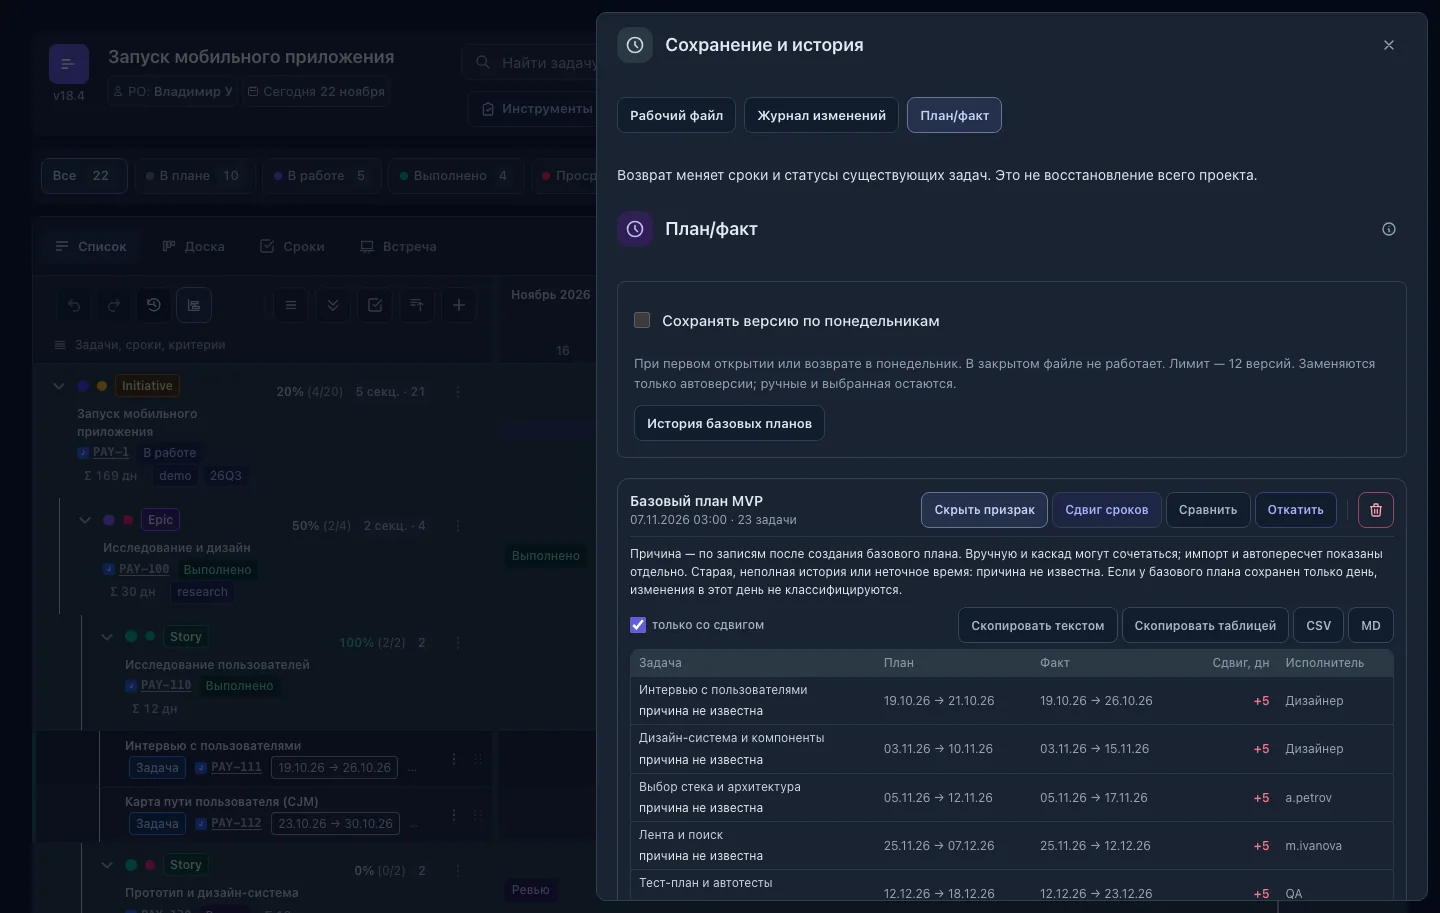 Запуск мобильного приложения
v18.4
PO: Владимир У
Сегодня 22 ноября
Найти задачу
Инструменты
Все 22
В плане 10
В работе 5
Выполнено 4
Проср
Список
Доска
Сроки
Встреча
Ноябрь 2026
Задачи, сроки, критерии
16
Initiative
20% (4/20) 5 секц. · 21
Запуск мобильного
приложения
PAY-1 В работе
Σ 169 дн demo 26Q3
Epic
50% (2/4) 2 секц. · 4
Исследование и дизайн
PAY-100 Выполнено
Выполнено
Σ 30 дн research
Story
100% (2/2) 2
Исследование пользователей
PAY-110 Выполнено
Σ 12 дн
Интервью с пользователями
Задача PAY-111 19.10.26 → 26.10.26 ...
Карта пути пользователя (CJM)
Задача PAY-112 23.10.26 → 30.10.26 ...
Story
0% (0/2) 2
Прототип и дизайн-система
Ревью
Сохранение и история
Рабочий файл
Журнал изменений
План/факт
Возврат меняет сроки и статусы существующих задач. Это не восстановление всего проекта.
План/факт
Сохранять версию по понедельникам
При первом открытии или возврате в понедельник. В закрытом файле не работает. Лимит — 12 версий. Заменяются
только автоверсии; ручные и выбранная остаются.
История базовых планов
Базовый план MVP
07.11.2026 03:00 · 23 задачи
Скрыть призрак
Сдвиг сроков
Сравнить
Откатить
Причина — по записям после создания базового плана. Вручную и каскад могут сочетаться; импорт и автопересчет показаны
отдельно. Старая, неполная история или неточное время: причина не известна. Если у базового плана сохранен только день,
изменения в этот день не классифицируются.
только со сдвигом
Скопировать текстом
Скопировать таблицей
CSV
MD
Задача План Факт Сдвиг, дн Исполнитель
Интервью с пользователями
причина не известна
19.10.26 → 21.10.26 19.10.26 → 26.10.26 +5 Дизайнер
Дизайн-система и компоненты
причина не известна
03.11.26 → 10.11.26 03.11.26 → 15.11.26 +5 Дизайнер
Выбор стека и архитектура
причина не известна
05.11.26 → 12.11.26 05.11.26 → 17.11.26 +5 a.petrov
Лента и поиск
причина не известна
25.11.26 → 07.12.26 25.11.26 → 12.12.26 +5 m.ivanova
Тест-план и автотесты
12.12.26 → 18.12.26 12.12.26 → 23.12.26 +5 QA